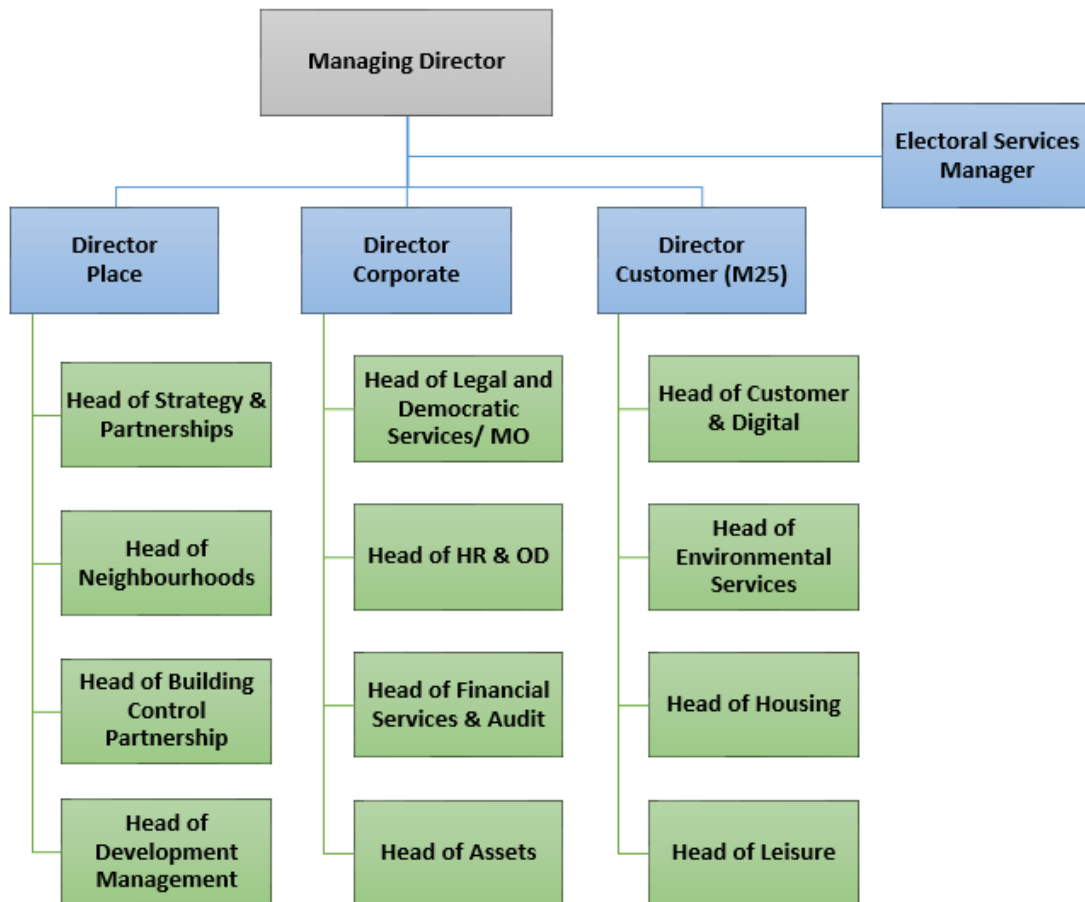 Managing Director
Electoral Services
Manager
Director
Place
Director
Corporate
Director
Customer (M25)
Head of Strategy &
Partnerships
Head of
Neighbourhoods
Head of Building
Control
Partnership
Head of
Development
Management
Head of Legal and
Democratic
Services/ MO
Head of HR & OD
Head of Financial
Services & Audit
Head of Assets
Head of Customer
& Digital
Head of
Environmental
Services
Head of Housing
Head of Leisure